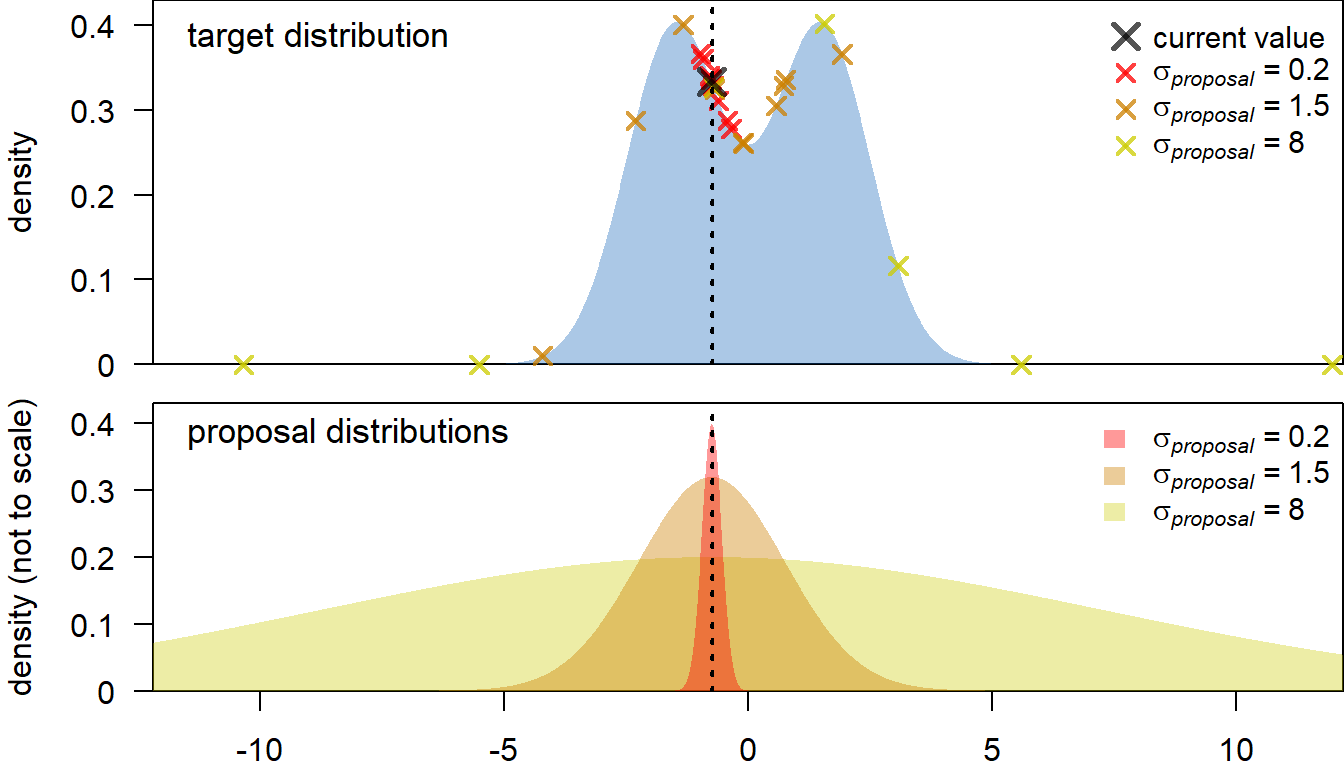 target distribution
current value
σproposal = 0.2
σproposal = 1.5
σproposal = 8
density
0.4
0.3
0.2
0.1
0
proposal distributions
σproposal = 0.2
σproposal = 1.5
σproposal = 8
density (not to scale)
0.4
0.3
0.2
0.1
0
-10 -5 0 5 10